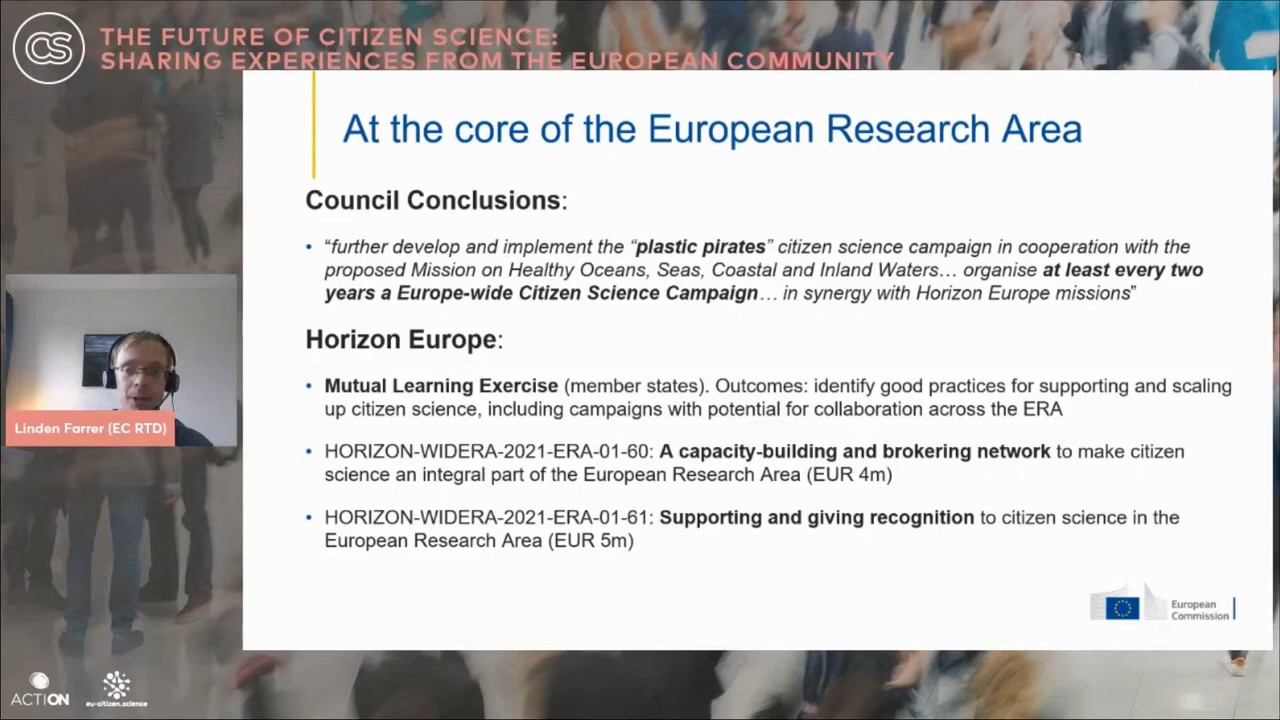 CS
THE FUTURE OF CITIZEN SCIENCE:
SHARING EXPERIENCES FROM THE EUROPEAN COMMUNITY
At the core of the European Research Area
Council Conclusions:
• “further develop and implement the “plastic pirates” citizen science campaign in cooperation with the
proposed Mission on Healthy Oceans, Seas, Coastal and Inland Waters… organise at least every two
years a Europe-wide Citizen Science Campaign… in synergy with Horizon Europe missions”
Horizon Europe:
• Mutual Learning Exercise (member states). Outcomes: identify good practices for supporting and scaling
up citizen science, including campaigns with potential for collaboration across the ERA
• HORIZON-WIDERA-2021-ERA-01-60: A capacity-building and brokering network to make citizen
science an integral part of the European Research Area (EUR 4m)
• HORIZON-WIDERA-2021-ERA-01-61: Supporting and giving recognition to citizen science in the
European Research Area (EUR 5m)
European
Commission
Linden Farrer (EC RTD)
ACTION
eu-citizen.science